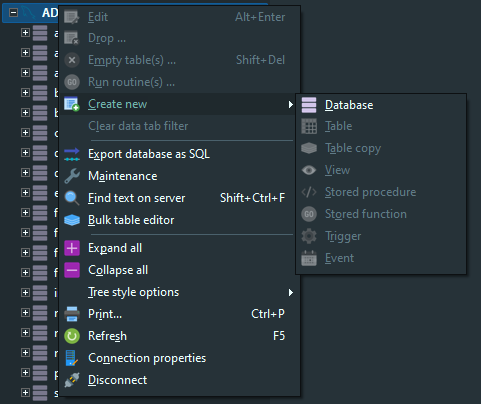 AD
Edit Alt+Enter
Drop ...
Empty table(s) ... Shift+Del
Run routine(s) ...
Create new
Clear data tab filter
Export database as SQL
Maintenance
Find text on server Shift+Ctrl+F
Bulk table editor
Expand all
Collapse all
Tree style options
Print... Ctrl+P
Refresh F5
Connection properties
Disconnect
Database
Table
Table copy
View
Stored procedure
Stored function
Trigger
Event